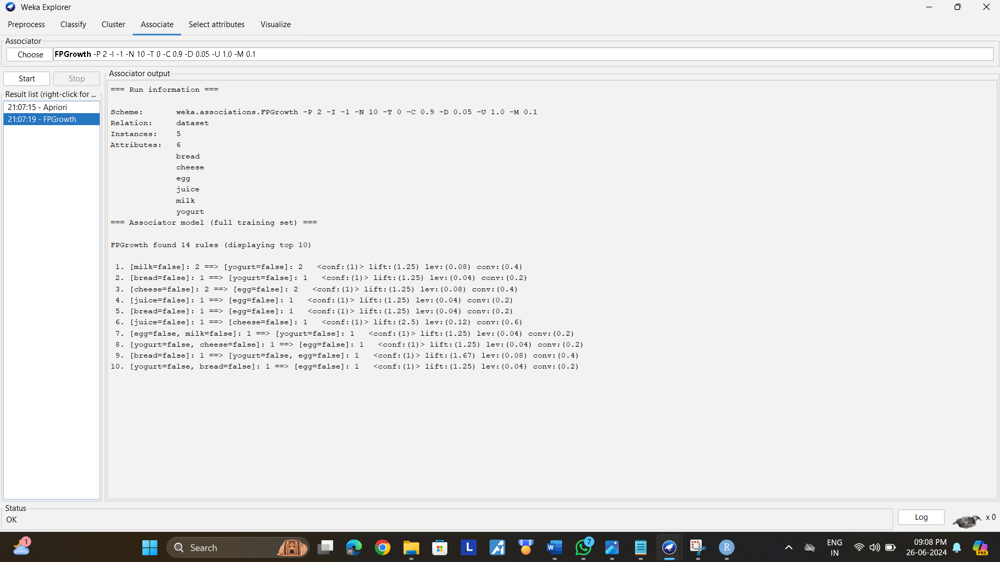 Weka Explorer
Preprocess Classify Cluster Associate Select attributes Visualize
Associator
Choose FPGrowth -P 2 -I -1 -N 10 -T 0 -C 0.9 -D 0.05 -U 1.0 -M 0.1
Start Stop
Result list (right-click for ...
21:07:15 - Apriori
21:07:19 - FPGrowth
Associator output
=== Run information ===
Scheme: weka.associations.FPGrowth -P 2 -I -1 -N 10 -T 0 -C 0.9 -D 0.05 -U 1.0 -M 0.1
Relation: dataset
Instances: 5
Attributes: 6
bread
cheese
egg
juice
milk
yogurt
=== Associator model (full training set) ===
FPGrowth found 14 rules (displaying top 10)
1. [milk=false]: 2 ==> [yogurt=false]: 2 <conf:(1)> lift:(1.25) lev:(0.08) conv:(0.4)
2. [bread=false]: 1 ==> [yogurt=false]: 1 <conf:(1)> lift:(1.25) lev:(0.04) conv:(0.2)
3. [cheese=false]: 2 ==> [egg=false]: 2 <conf:(1)> lift:(1.25) lev:(0.08) conv:(0.4)
4. [juice=false]: 1 ==> [egg=false]: 1 <conf:(1)> lift:(1.25) lev:(0.04) conv:(0.2)
5. [bread=false]: 1 ==> [egg=false]: 1 <conf:(1)> lift:(1.25) lev:(0.04) conv:(0.2)
6. [juice=false]: 1 ==> [cheese=false]: 1 <conf:(1)> lift:(2.5) lev:(0.12) conv:(0.6)
7. [egg=false, milk=false]: 1 ==> [yogurt=false]: 1 <conf:(1)> lift:(1.25) lev:(0.04) conv:(0.2)
8. [yogurt=false, cheese=false]: 1 ==> [egg=false]: 1 <conf:(1)> lift:(1.25) lev:(0.04) conv:(0.2)
9. [bread=false]: 1 ==> [yogurt=false, egg=false]: 1 <conf:(1)> lift:(1.67) lev:(0.08) conv:(0.4)
10. [yogurt=false, bread=false]: 1 ==> [egg=false]: 1 <conf:(1)> lift:(1.25) lev:(0.04) conv:(0.2)
Status
OK
Log x 0
1
Search
L
W
7
R
ENG
IN
09:08 PM
26-06-2024
PRE